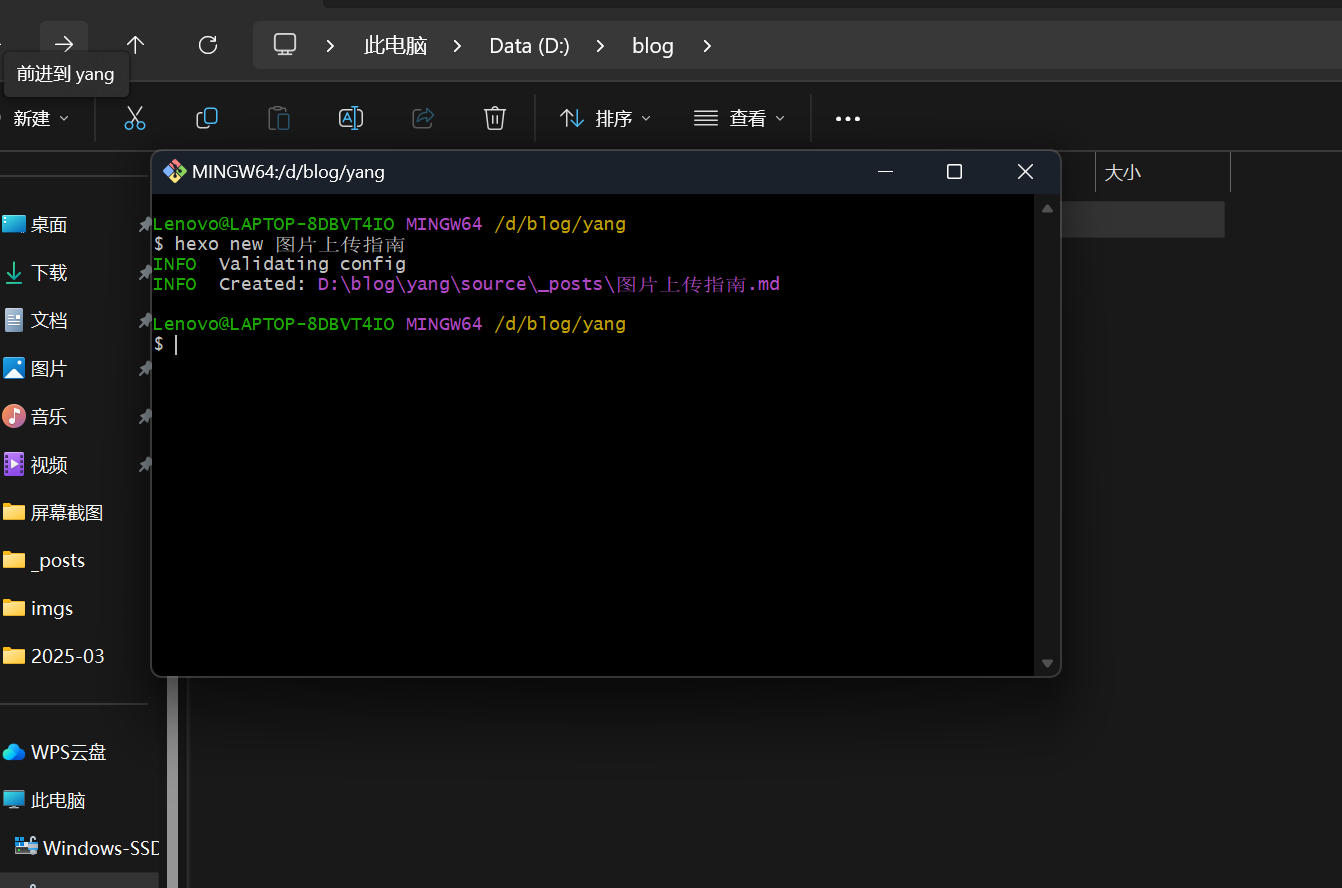 此电脑 > Data (D:) > blog >
前进到 yang
新建
排序
查看
MINGW64:/d/blog/yang
大小
Lenovo@LAPTOP-8DBVT4IO MINGW64 /d/blog/yang
$ hexo new 图片上传指南
INFO  Validating config
INFO  Created: D:\blog\yang\source\_posts\图片上传指南.md
Lenovo@LAPTOP-8DBVT4IO MINGW64 /d/blog/yang
$
桌面
下载
文档
图片
音乐
视频
屏幕截图
_posts
imgs
2025-03
WPS云盘
此电脑
Windows-SSD